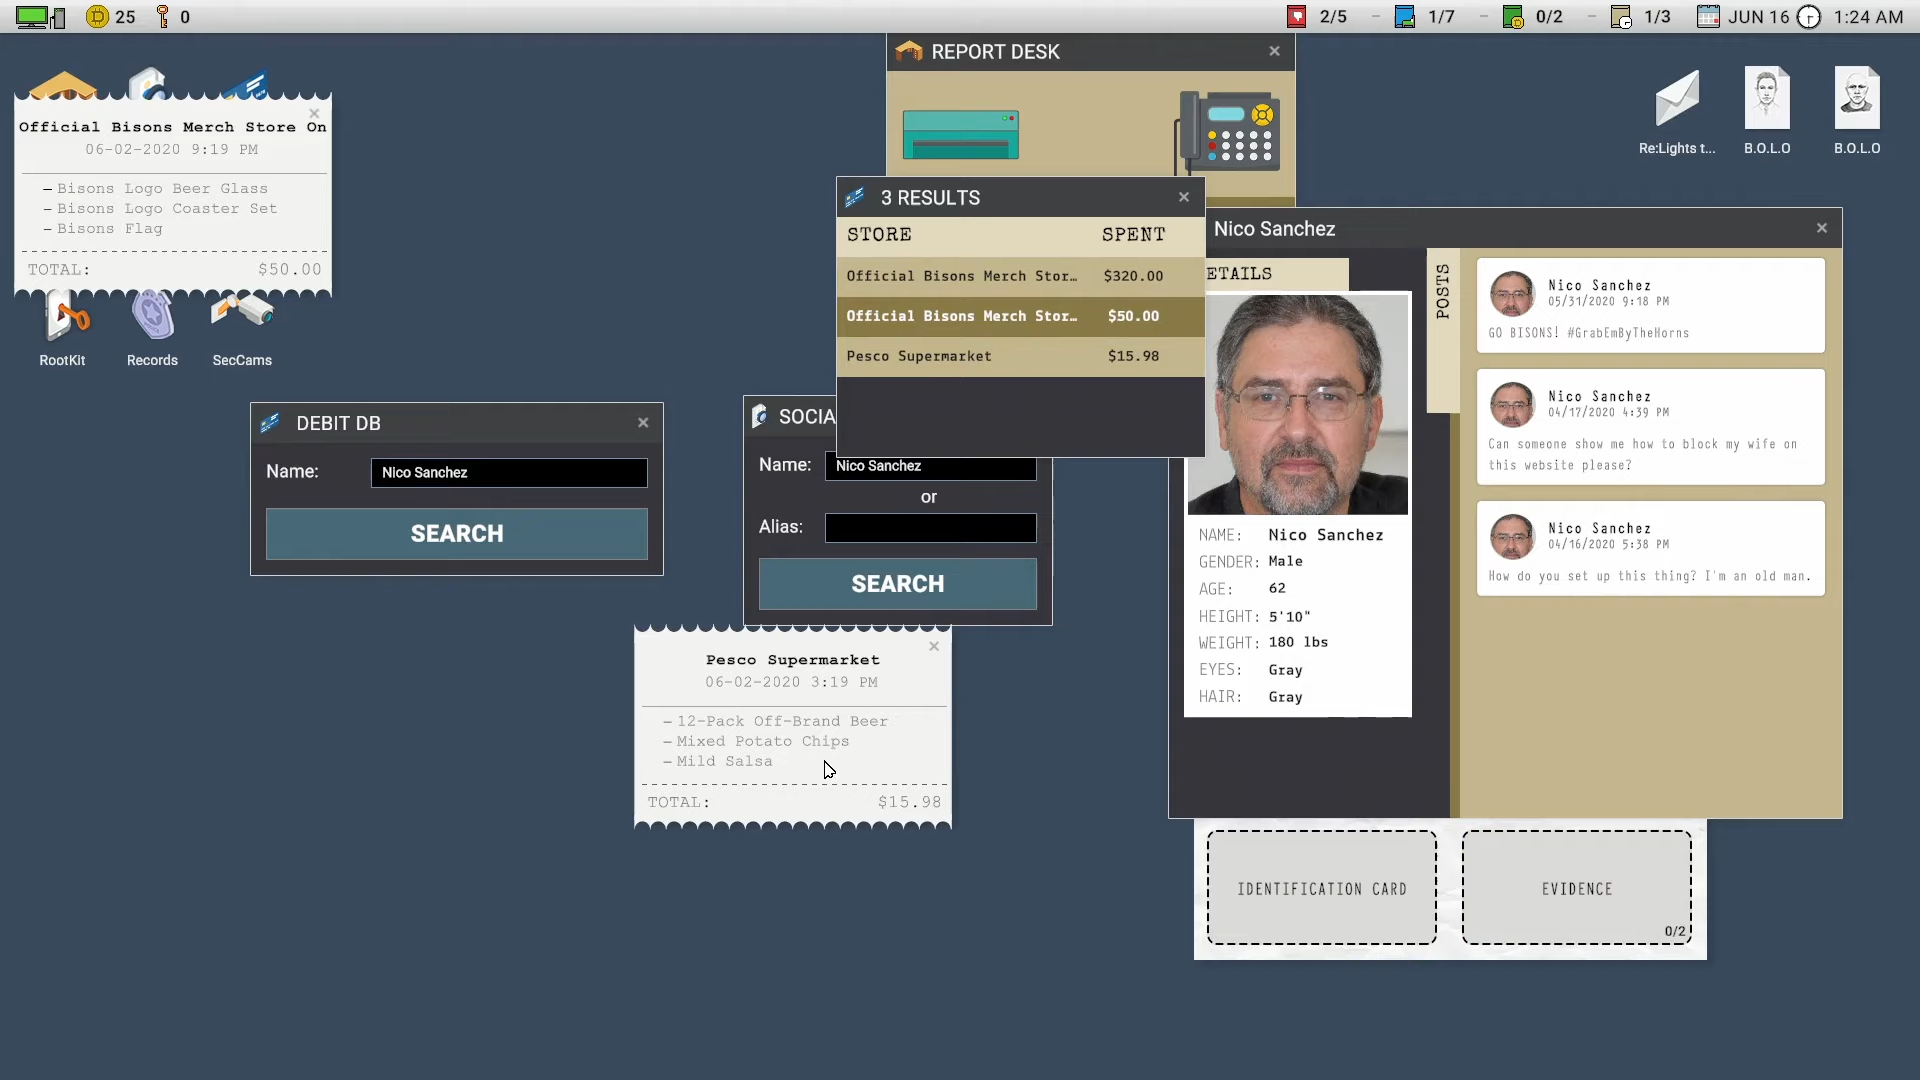 25
0
2/5
1/7
0/2
1/3
JUN 16
1:24 AM
REPORT DESK
Official Bisons Merch Store On
06-02-2020 9:19 PM
– Bisons Logo Beer Glass
– Bisons Logo Coaster Set
– Bisons Flag
TOTAL: $50.00
Re:Lights t...
B.O.L.O
B.O.L.O
RootKit
Records
SecCams
3 RESULTS
STORE SPENT
Official Bisons Merch Stor… $320.00
Official Bisons Merch Stor… $50.00
Pesco Supermarket $15.98
DEBIT DB
Name: Nico Sanchez
SEARCH
SOCIA
Name: Nico Sanchez
or
Alias:
SEARCH
Pesco Supermarket
06-02-2020 3:19 PM
– 12-Pack Off-Brand Beer
– Mixed Potato Chips
– Mild Salsa
TOTAL: $15.98
Nico Sanchez
ETAILS
NAME: Nico Sanchez
GENDER: Male
AGE: 62
HEIGHT: 5'10"
WEIGHT: 180 lbs
EYES: Gray
HAIR: Gray
POSTS
Nico Sanchez
05/31/2020 9:18 PM
GO BISONS! #GrabEmByTheHorns
Nico Sanchez
04/17/2020 4:39 PM
Can someone show me how to block my wife on
this website please?
Nico Sanchez
04/16/2020 5:38 PM
How do you set up this thing? I'm an old man.
IDENTIFICATION CARD
EVIDENCE
0/2